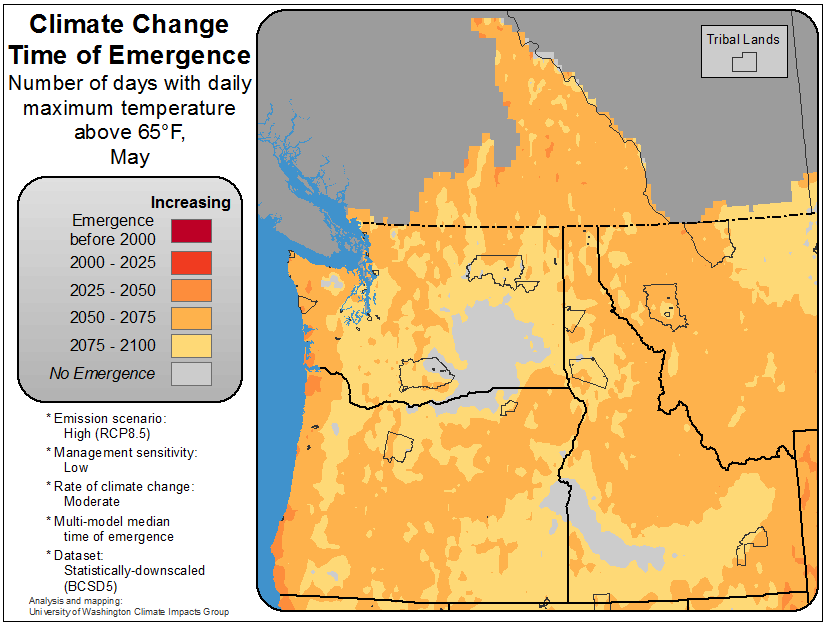 Climate Change
Time of Emergence
Number of days with daily
maximum temperature
above 65°F,
May
Tribal Lands
Increasing
Emergence
before 2000
2000 - 2025
2025 - 2050
2050 - 2075
2075 - 2100
No Emergence
* Emission scenario:
High (RCP8.5)
* Management sensitivity:
Low
* Rate of climate change:
Moderate
* Multi-model median
time of emergence
* Dataset:
Statistically-downscaled
(BCSD5)
Analysis and mapping:
University of Washington Climate Impacts Group